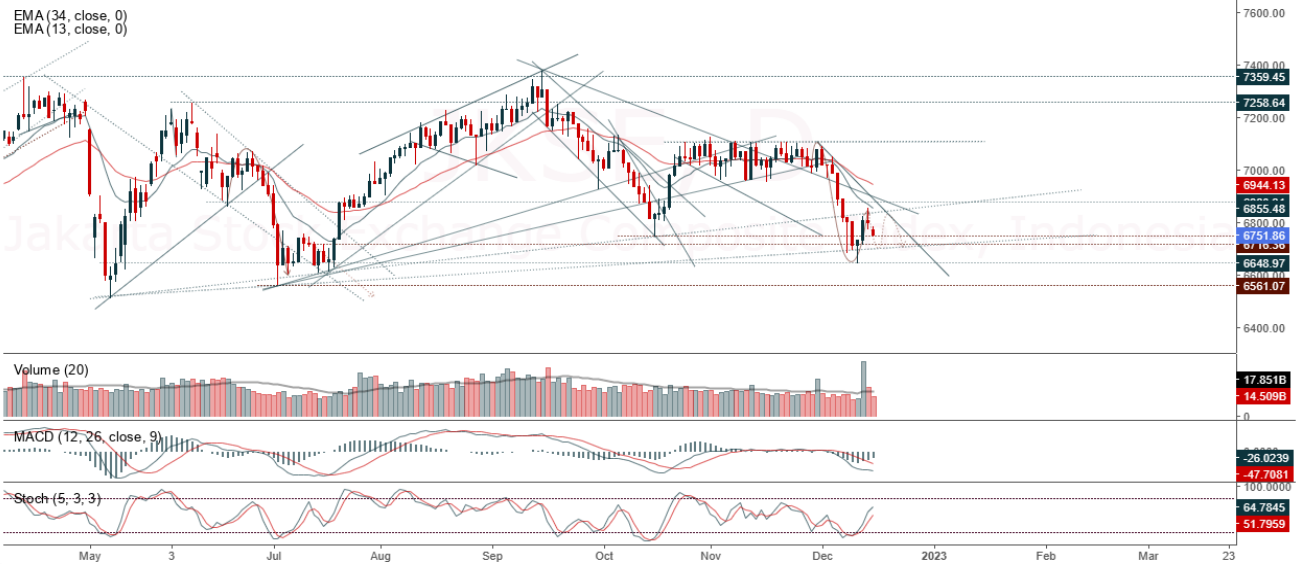 EMA (34, close, 0)
EMA (13, close, 0)
7600.00
7400.00
7359.45
7258.64
7200.00
7000.00
6944.13
6855.48
6800.00
6751.86
6716.36
6648.97
6600.00
6561.07
6400.00
Volume (20)
17.851B
14.509B
0
MACD (12, 26, close, 9)
-26.0239
-47.7081
Stoch (5, 3, 3)
100.0000
64.7845
51.7959
May 3 Jul Aug Sep Oct Nov Dec 2023 Feb Mar 23